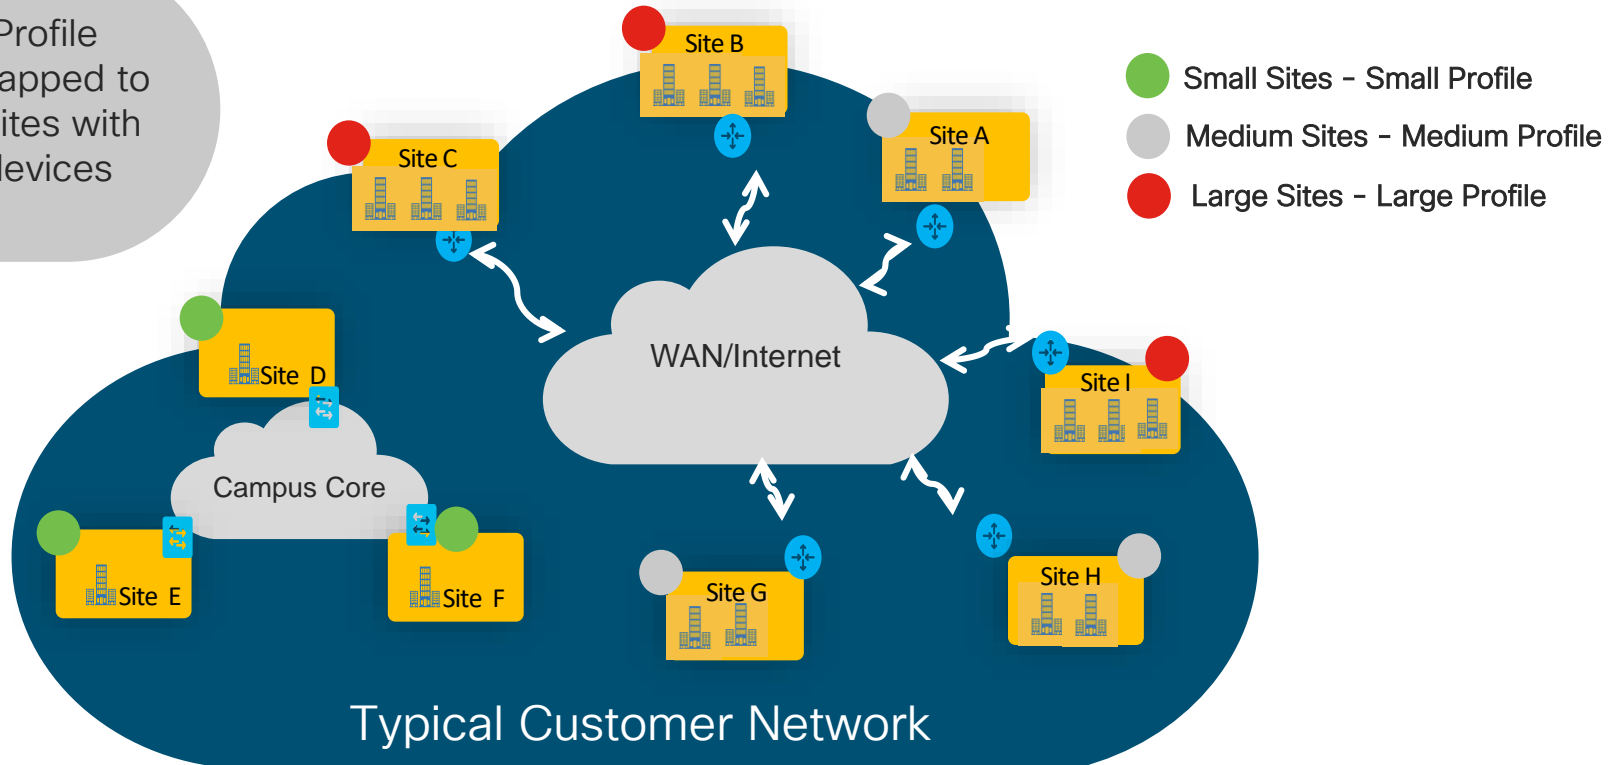 Profile
apped to
ites with
levices
Site B
Site A
Site C
Small Sites - Small Profile
Medium Sites - Medium Profile
Large Sites - Large Profile
WAN/Internet
Site D
Site I
Campus Core
Site E
Site F
Site G
Site H
Typical Customer Network